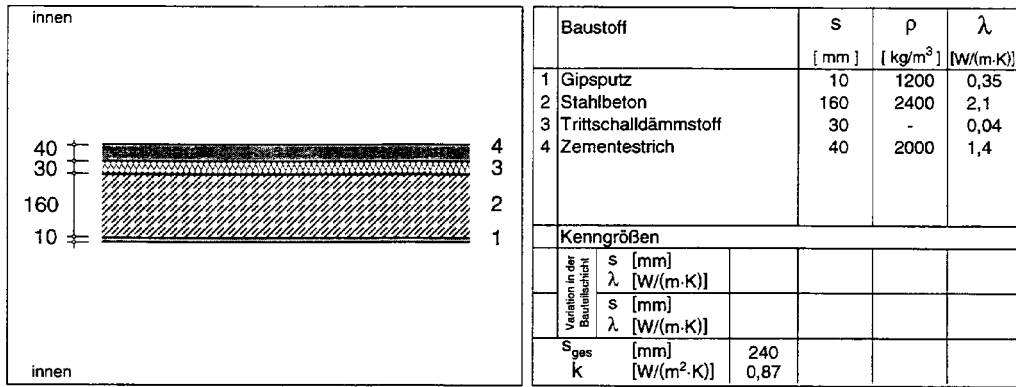 innen
40 4
30 3
160 2
10 1
innen
Baustoff s ρ λ
[ mm ] [ kg/m³ ] [W/(m·K)]
1 Gipsputz 10 1200 0,35
2 Stahlbeton 160 2400 2,1
3 Trittschalldämmstoff 30 - 0,04
4 Zementestrich 40 2000 1,4
Kenngrößen
Variation in der
Bauteilschicht
s [mm]
λ [W/(m·K)]
s [mm]
λ [W/(m·K)]
sges [mm] 240
k [W/(m²·K)] 0,87